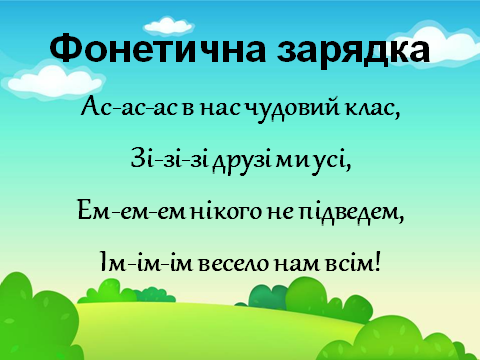 Фонетична зарядка
Ас-ас-ас в нас чудовий клас,
Зі-зі-зі друзі ми усі,
Ем-ем-ем нікого не підведем,
Ім-ім-ім весело нам всім!